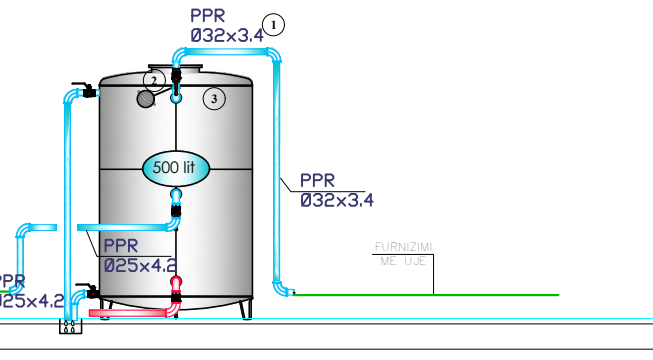 PPR
Ø32x3.4
1
2
3
500 lit
PPR
Ø32x3.4
PPR
Ø25x4.2
FURNIZIMI
ME UJE
PPR
Ø25x4.2